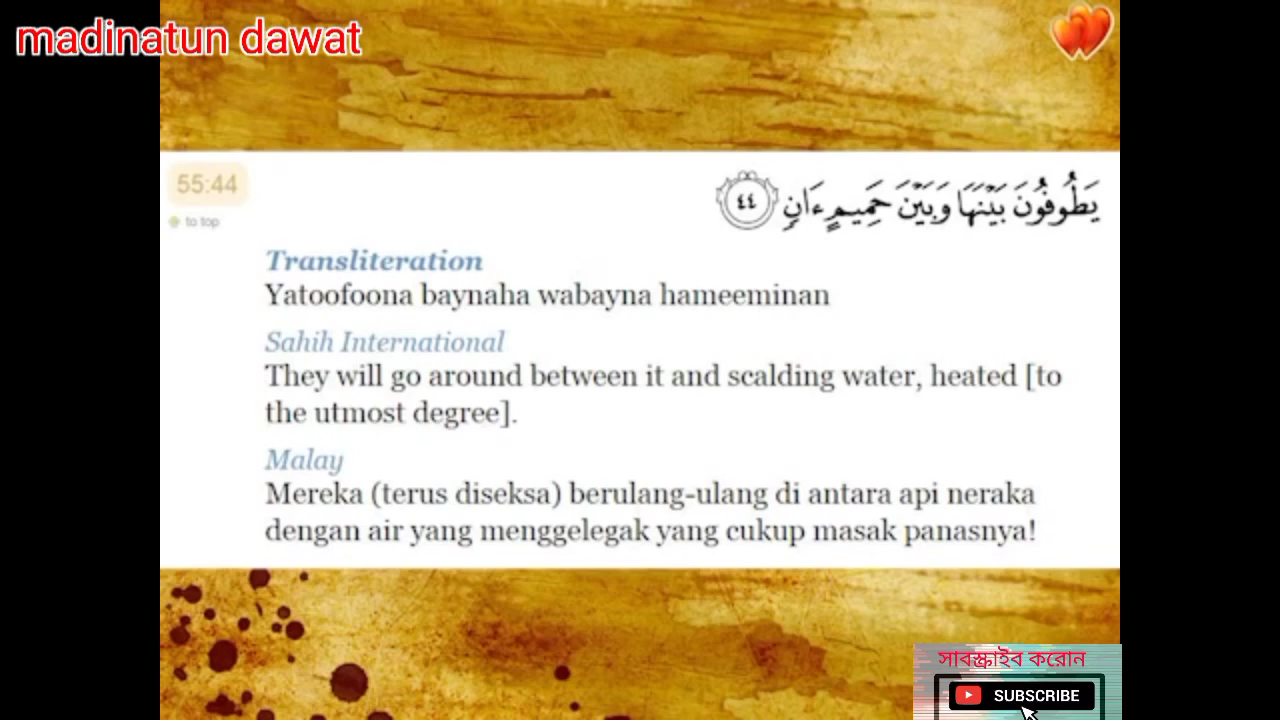 madinatun dawat
55:44
to top
يَطُوفُونَ بَيْنَهَا وَبَيْنَ حَمِيمٍ ءَانٍ ٤٤
Transliteration
Yatoofoona baynaha wabayna hameeminan
Sahih International
They will go around between it and scalding water, heated [to
the utmost degree].
Malay
Mereka (terus diseksa) berulang-ulang di antara api neraka
dengan air yang menggelegak yang cukup masak panasnya!
সাবস্ক্রাইব করোন
SUBSCRIBE